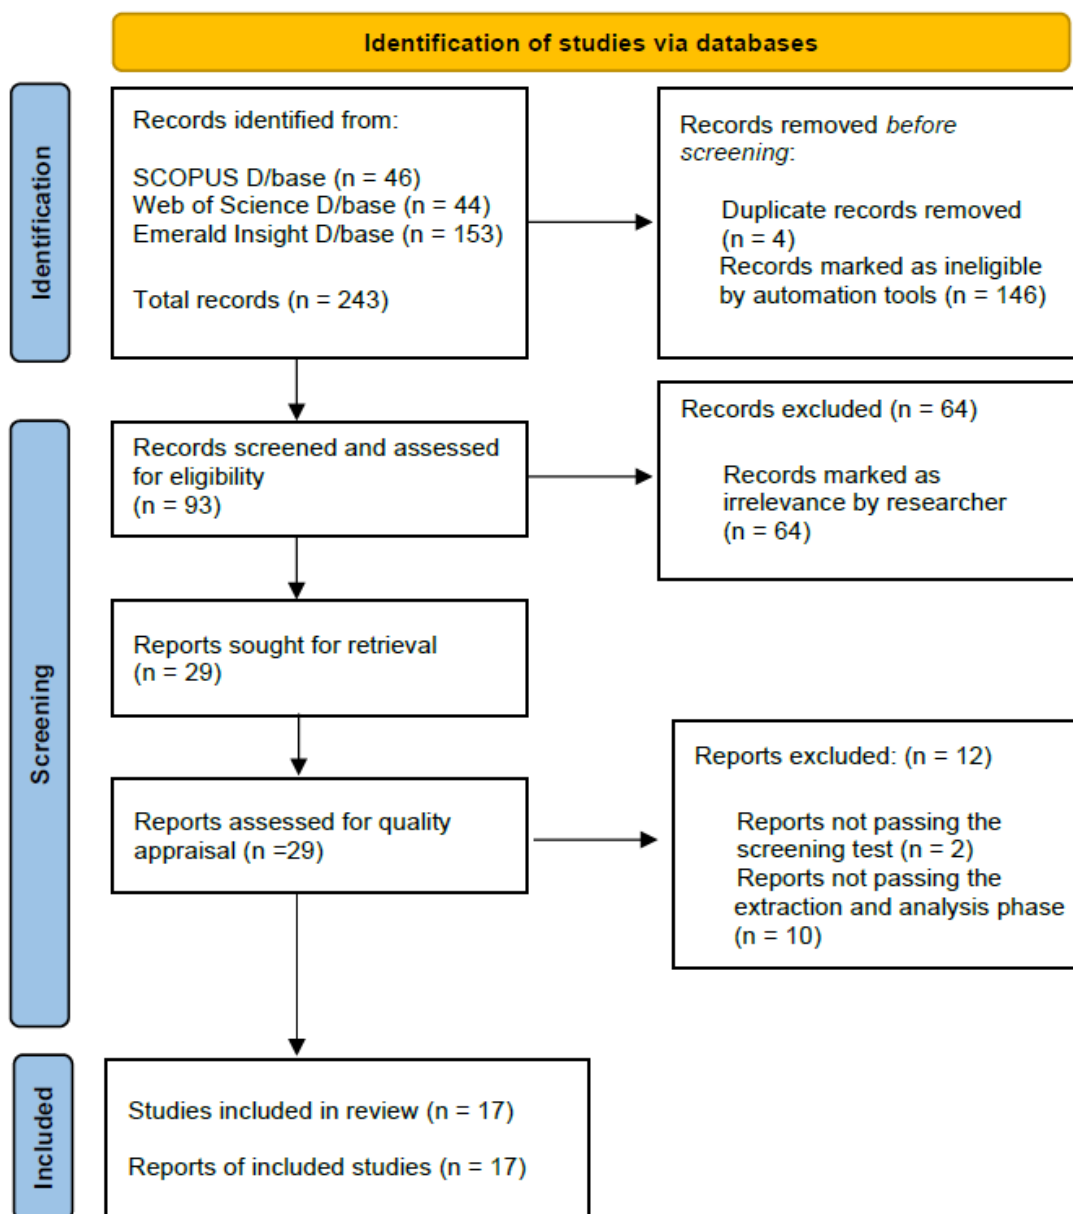 Identification of studies via databases
Identification
Records identified from:
SCOPUS D/base (n = 46)
Web of Science D/base (n = 44)
Emerald Insight D/base (n = 153)
Total records (n = 243)
Records removed before
screening:
Duplicate records removed
(n = 4)
Records marked as ineligible
by automation tools (n = 146)
Screening
Records screened and assessed
for eligibility
(n = 93)
Records excluded (n = 64)
Records marked as
irrelevance by researcher
(n = 64)
Reports sought for retrieval
(n = 29)
Reports assessed for quality
appraisal (n =29)
Reports excluded: (n = 12)
Reports not passing the
screening test (n = 2)
Reports not passing the
extraction and analysis phase
(n = 10)
Included
Studies included in review (n = 17)
Reports of included studies (n = 17)